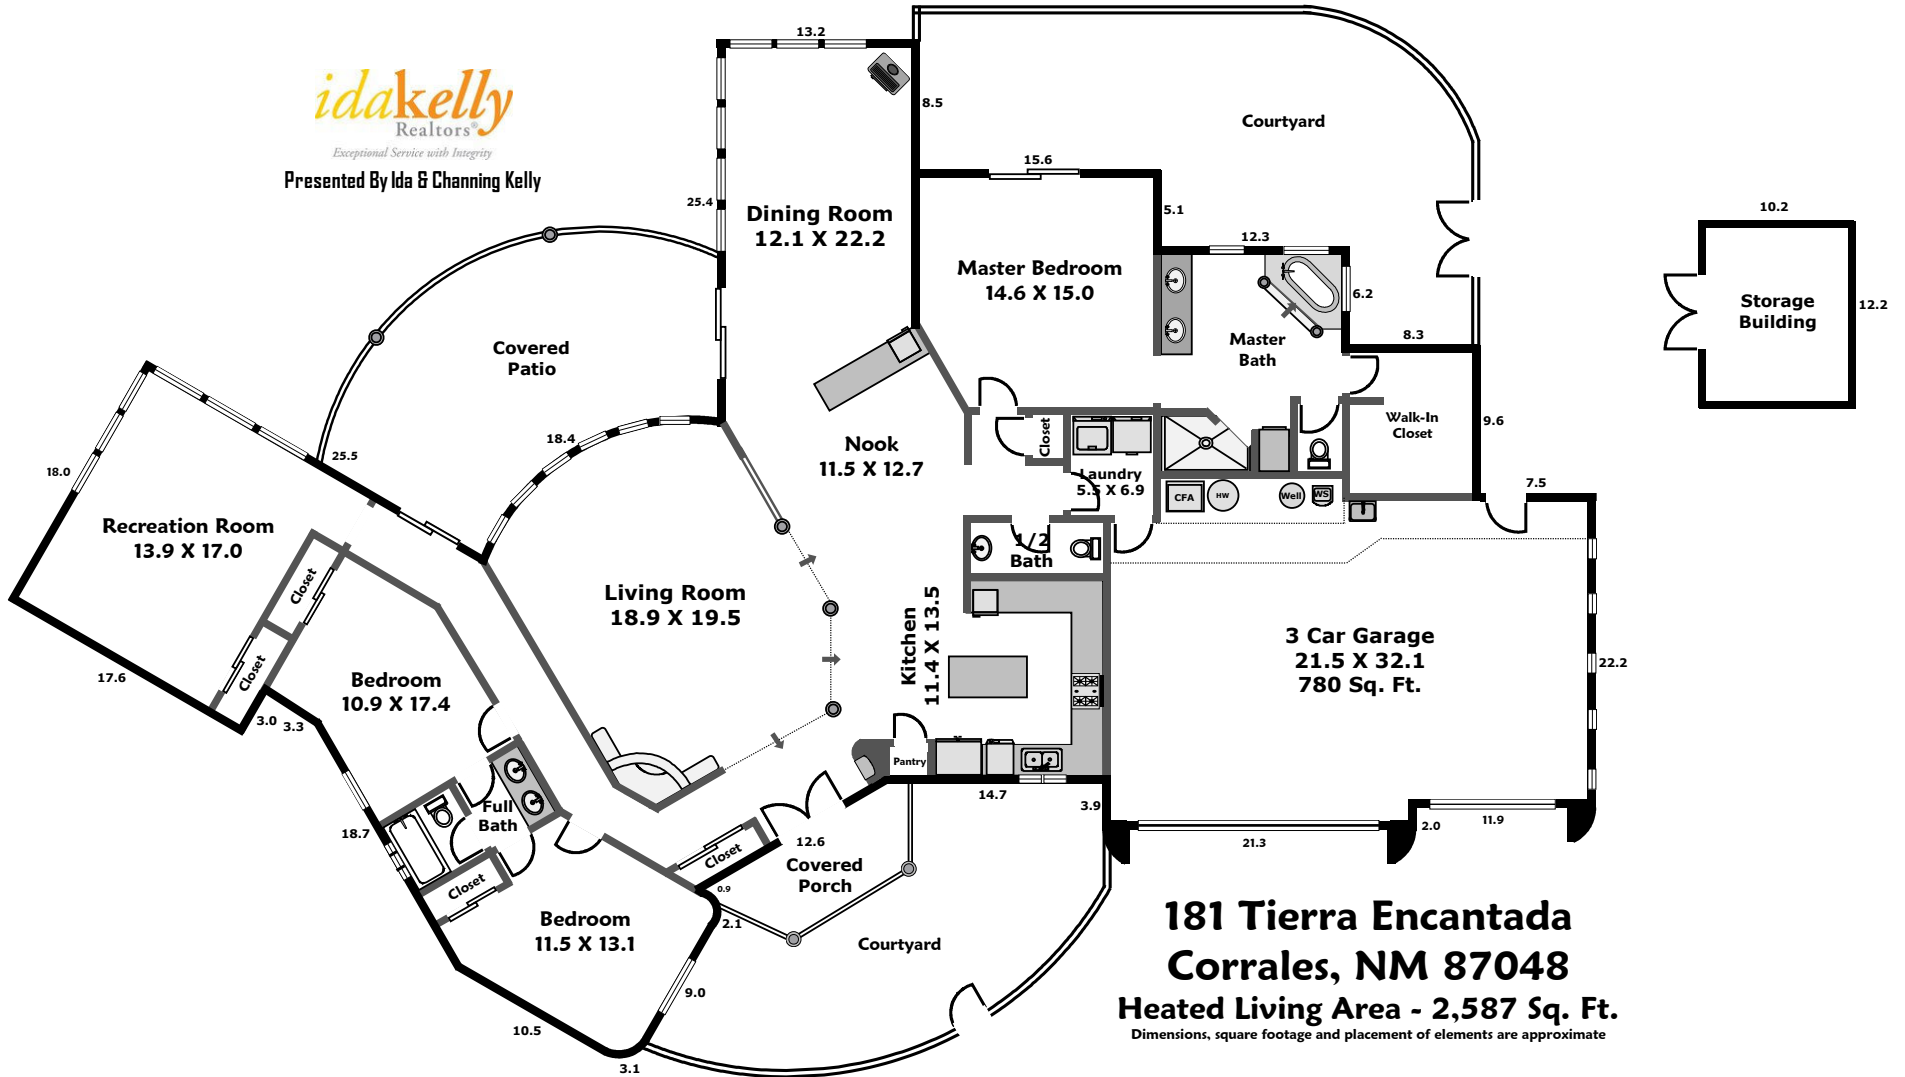 idakelly
Realtors®
Exceptional Service with Integrity
Presented By Ida & Channing Kelly
13.2
8.5
Courtyard
15.6
25.4
Dining Room
12.1 X 22.2
5.1
12.3
10.2
Master Bedroom
14.6 X 15.0
6.2
Storage
Building
12.2
Master
Bath
8.3
Covered
Patio
Walk-In
Closet
9.6
18.4
Nook
11.5 X 12.7
Closet
Laundry
5.5 X 6.9
25.5
18.0
7.5
CFA
HW
Well
WS
Recreation Room
13.9 X 17.0
1/2
Bath
Closet
Living Room
18.9 X 19.5
Kitchen
11.4 X 13.5
3 Car Garage
21.5 X 32.1
780 Sq. Ft.
22.2
Closet
17.6
Bedroom
10.9 X 17.4
3.0
3.3
Pantry
14.7
3.9
Full
Bath
18.7
12.6
Closet
Covered
Porch
21.3
2.0
11.9
Closet
0.9
2.1
Bedroom
11.5 X 13.1
Courtyard
9.0
10.5
3.1
181 Tierra Encantada
Corrales, NM 87048
Heated Living Area - 2,587 Sq. Ft.
Dimensions, square footage and placement of elements are approximate